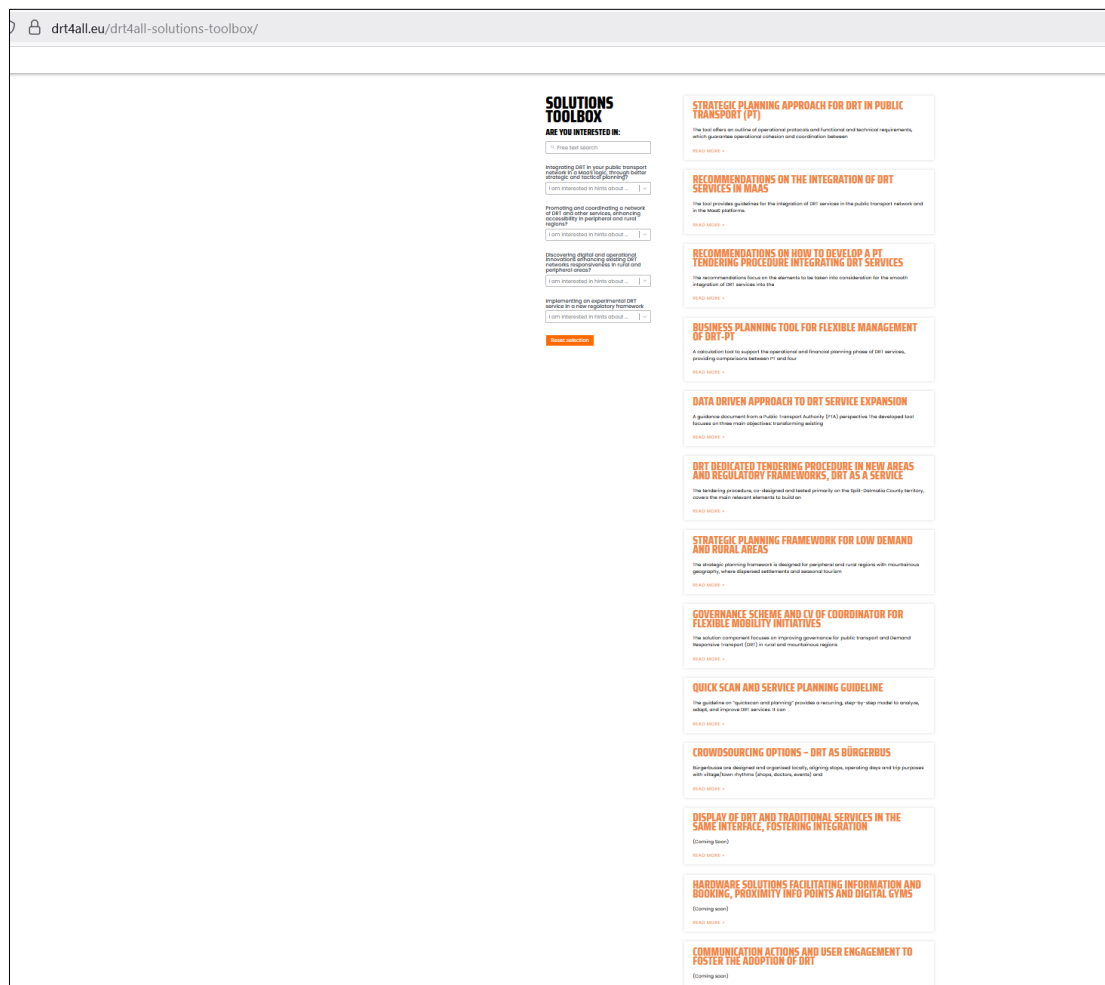 drt4all.eu/drt4all-solutions-toolbox/
SOLUTIONS
TOOLBOX
ARE YOU INTERESTED IN:
Free text search
Integrating DRT in your public transport
network in a MaaS logic, through better
strategic and tactical planning?
I am interested in hints about ...
Promoting and coordinating a network
of DRT and other services, enhancing
accessibility in peripheral and rural
regions?
I am interested in hints about ...
Discovering digital and operational
innovations enhancing existing DRT
networks responsiveness in rural and
peripheral areas?
I am interested in hints about ...
Implementing an experimental DRT
service in a new regulatory framework
I am interested in hints about ...
Reset selection
STRATEGIC PLANNING APPROACH FOR DRT IN PUBLIC
TRANSPORT (PT)
The tool offers an outline of operational protocols and functional and technical requirements,
which guarantee operational cohesion and coordination between
READ MORE »
RECOMMENDATIONS ON THE INTEGRATION OF DRT
SERVICES IN MAAS
The tool provides guidelines for the integration of DRT services in the public transport network and
in the MaaS platforms.
READ MORE »
RECOMMENDATIONS ON HOW TO DEVELOP A PT
TENDERING PROCEDURE INTEGRATING DRT SERVICES
The recommendations focus on the elements to be taken into consideration for the smooth
integration of DRT services into the
READ MORE »
BUSINESS PLANNING TOOL FOR FLEXIBLE MANAGEMENT
OF DRT-PT
A calculation tool to support the operational and financial planning phase of DRT services,
providing comparisons between PT and four
READ MORE »
DATA DRIVEN APPROACH TO DRT SERVICE EXPANSION
A guidance document from a Public Transport Authority (PTA) perspective The developed tool
focuses on three main objectives: transforming existing
READ MORE »
DRT DEDICATED TENDERING PROCEDURE IN NEW AREAS
AND REGULATORY FRAMEWORKS, DRT AS A SERVICE
The tendering procedure, co-designed and tested primarily on the Split-Dalmatia County territory,
covers the main relevant elements to build an
READ MORE »
STRATEGIC PLANNING FRAMEWORK FOR LOW DEMAND
AND RURAL AREAS
The strategic planning framework is designed for peripheral and rural regions with mountainous
geography, where dispersed settlements and seasonal tourism
READ MORE »
GOVERNANCE SCHEME AND CV OF COORDINATOR FOR
FLEXIBLE MOBILITY INITIATIVES
The solution component focuses on improving governance for public transport and Demand
Responsive Transport (DRT) in rural and mountainous regions
READ MORE »
QUICK SCAN AND SERVICE PLANNING GUIDELINE
The guideline on "quickscan and planning" provides a recurring, step-by-step model to analyse,
adapt, and improve DRT services. It can
READ MORE »
CROWDSOURCING OPTIONS – DRT AS BÜRGERBUS
Bürgerbusse are designed and organised locally, aligning stops, operating days and trip purposes
with village/town rhythms (shops, doctors, events) and
READ MORE »
DISPLAY OF DRT AND TRADITIONAL SERVICES IN THE
SAME INTERFACE, FOSTERING INTEGRATION
(Coming Soon)
READ MORE »
HARDWARE SOLUTIONS FACILITATING INFORMATION AND
BOOKING, PROXIMITY INFO POINTS AND DIGITAL GYMS
(Coming soon)
READ MORE »
COMMUNICATION ACTIONS AND USER ENGAGEMENT TO
FOSTER THE ADOPTION OF DRT
(Coming soon)